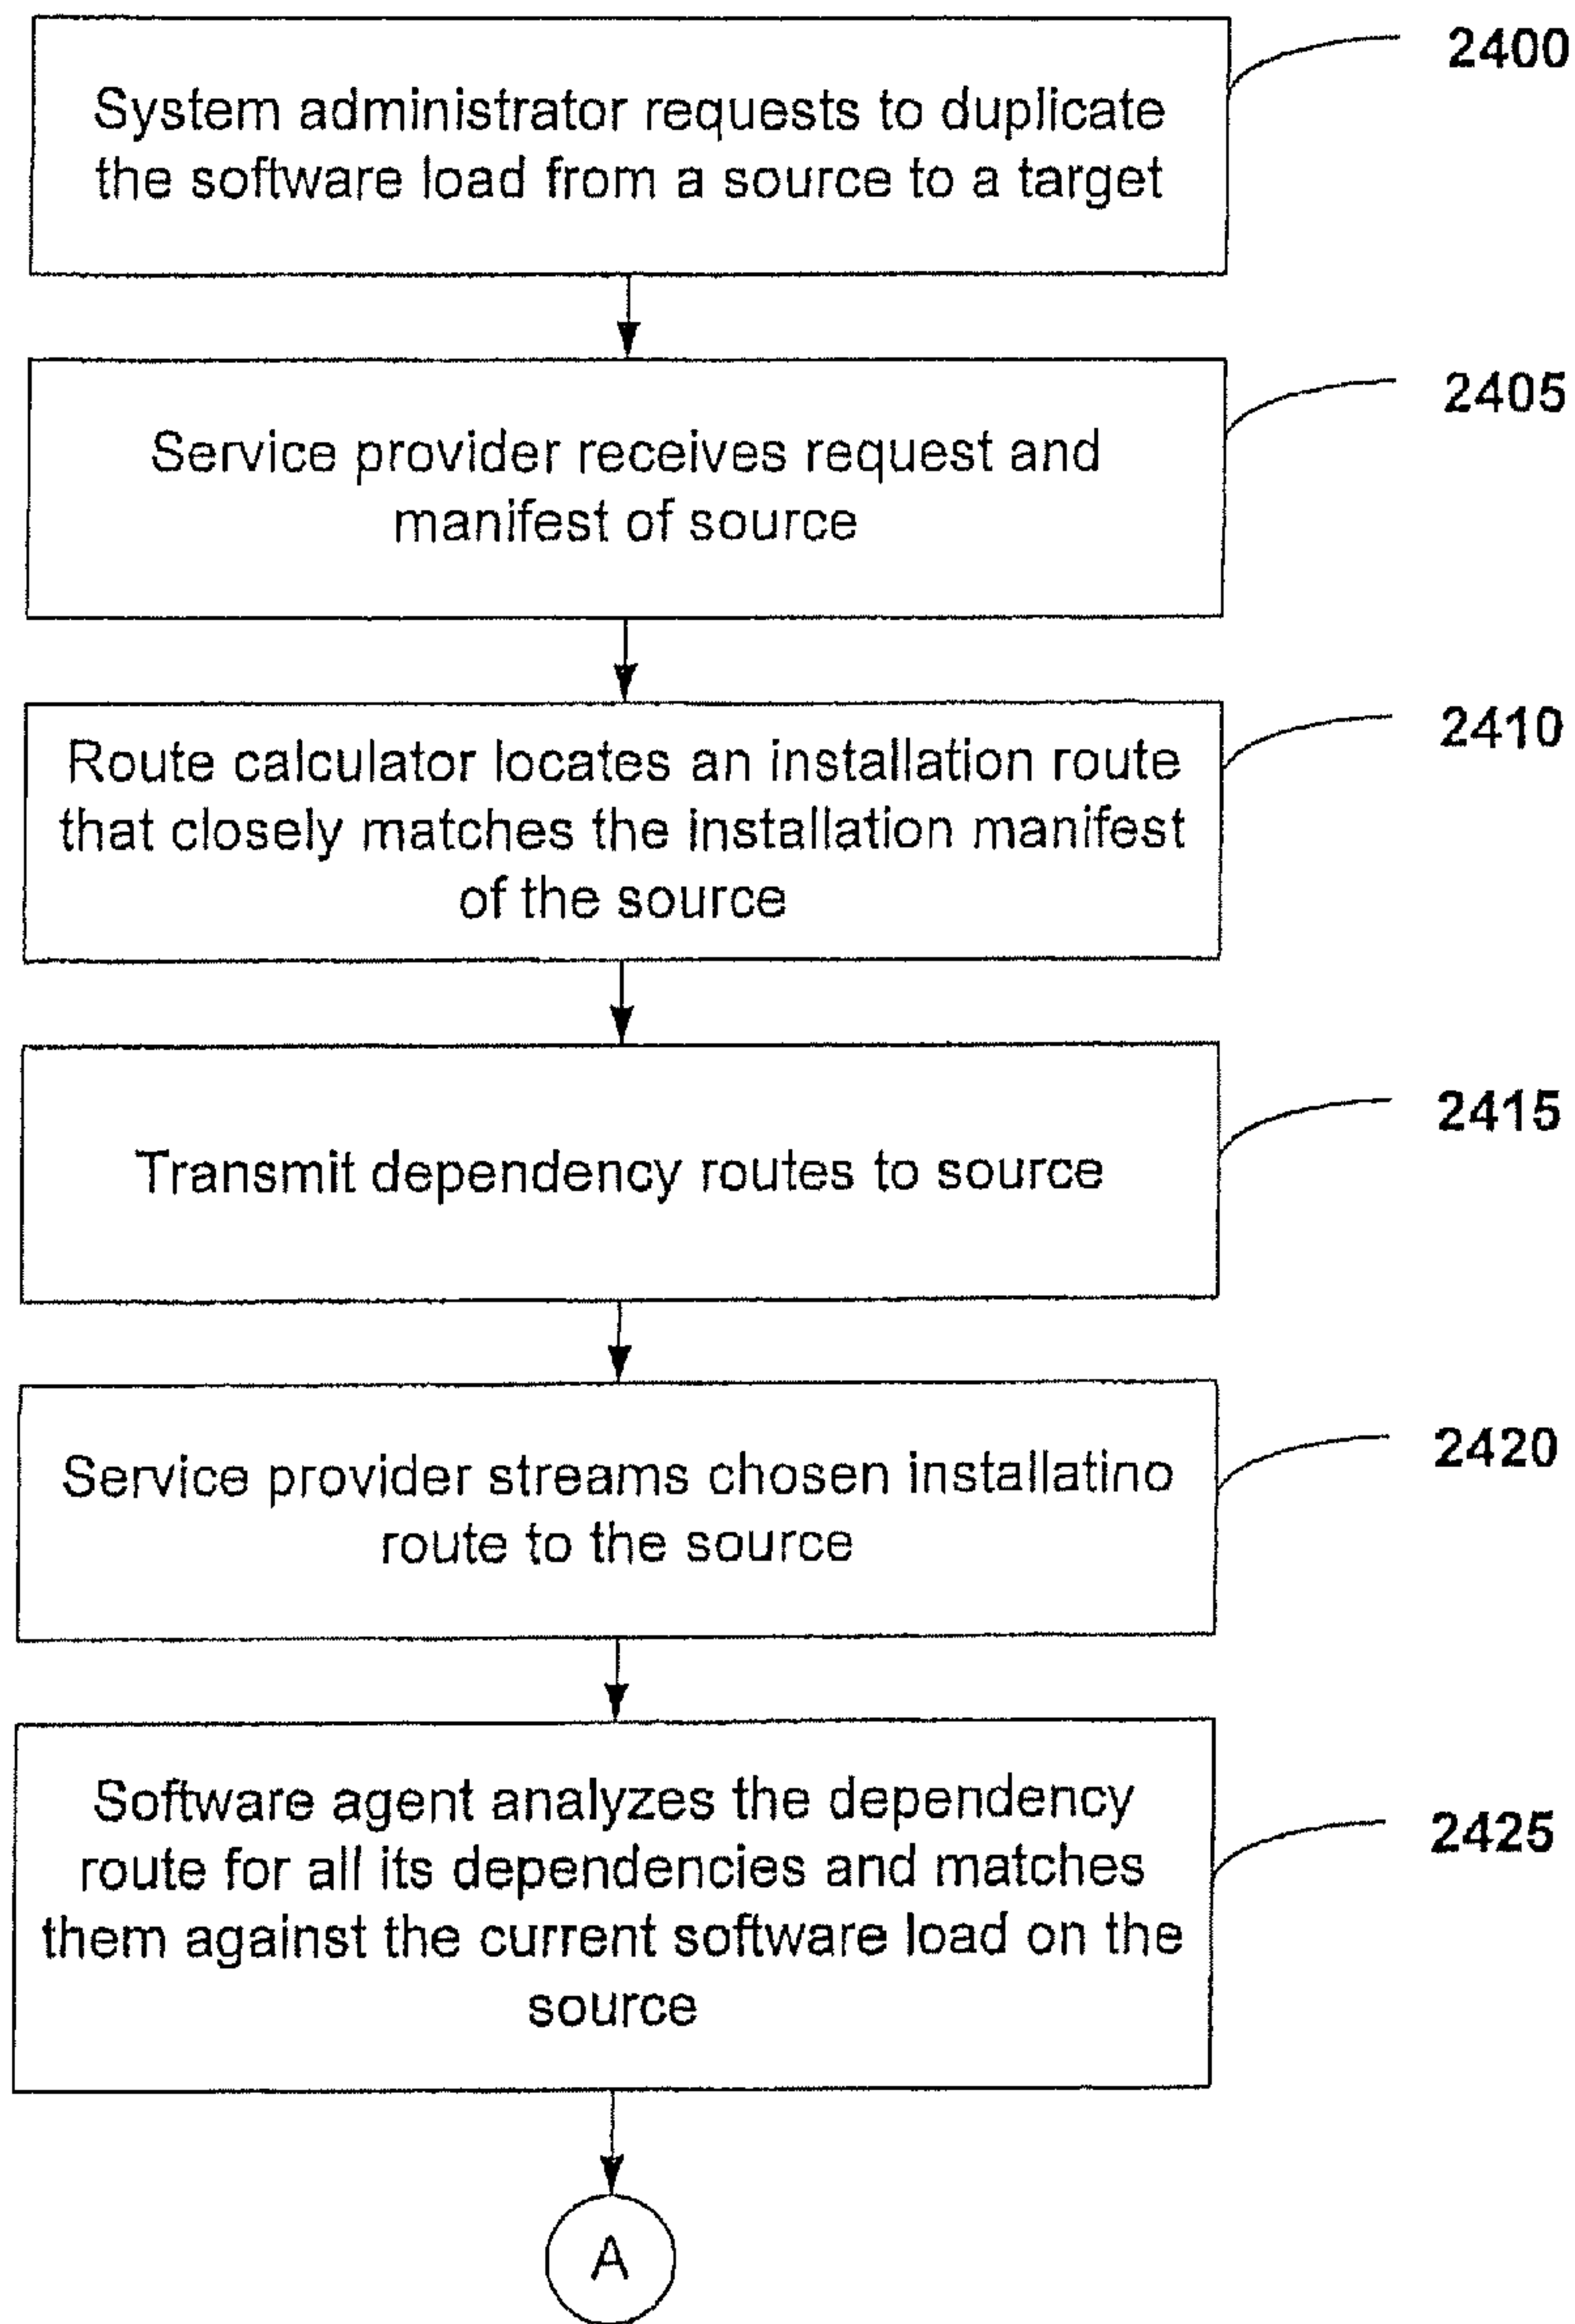 System administrator requests to duplicate
the software load from a source to a target
2400
Service provider receives request and
manifest of source
2405
Route calculator locates an installation route
that closely matches the installation manifest
of the source
2410
Transmit dependency routes to source
2415
Service provider streams chosen installatino
route to the source
2420
Software agent analyzes the dependency
route for all its dependencies and matches
them against the current software load on the
source
2425
A